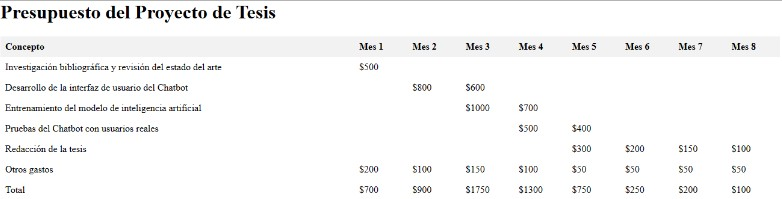 Presupuesto del Proyecto de Tesis
Concepto Mes 1 Mes 2 Mes 3 Mes 4 Mes 5 Mes 6 Mes 7 Mes 8
Investigación bibliográfica y revisión del estado del arte $500
Desarrollo de la interfaz de usuario del Chatbot $800 $600
Entrenamiento del modelo de inteligencia artificial $1000 $700
Pruebas del Chatbot con usuarios reales $500 $400
Redacción de la tesis $300 $200 $150 $100
Otros gastos $200 $100 $150 $100 $50 $50 $50 $50
Total $700 $900 $1750 $1300 $750 $250 $200 $100